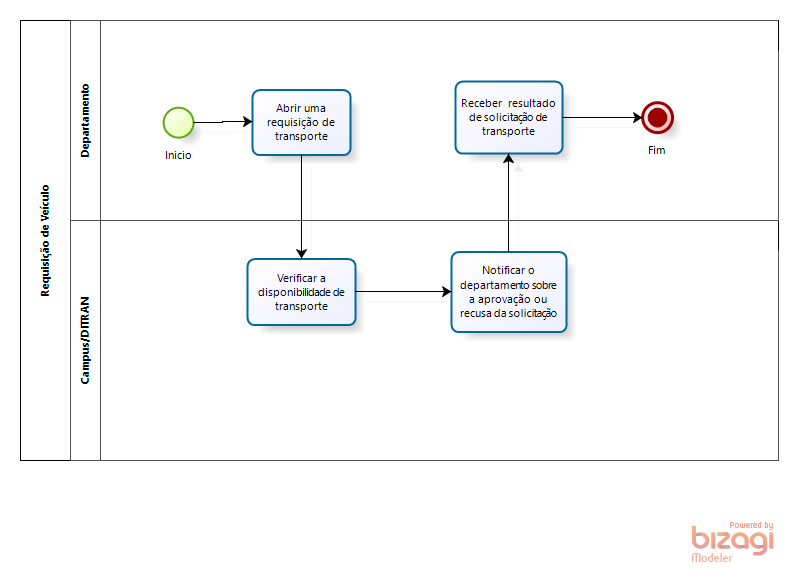 Requisição de Veículo
Departamento
Inicio
Abrir uma
requisição de
transporte
Receber resultado
de solicitação de
transporte
Fim
Campus/DITRAN
Verificar a
disponibilidade de
transporte
Notificar o
departamento sobre
a aprovação ou
recusa da solicitação
Powered by
bizagi
Modeler